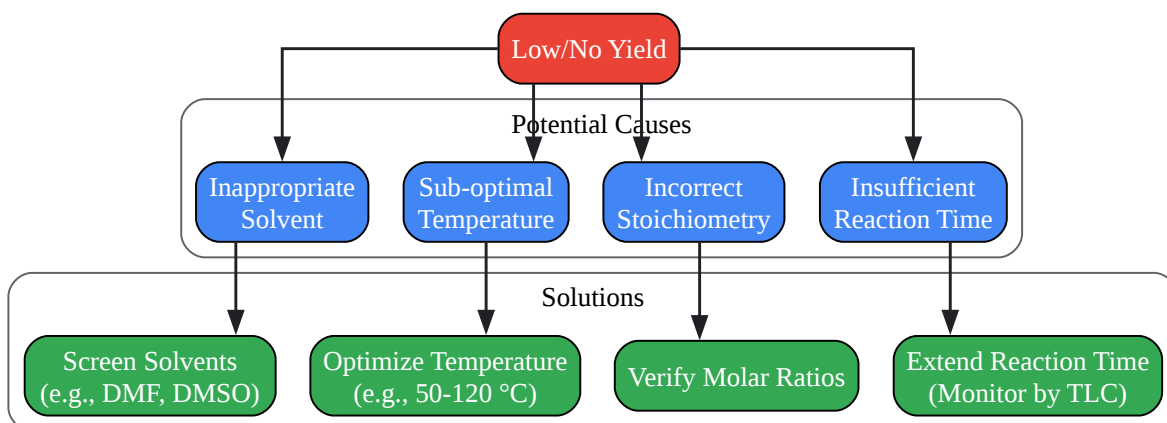 Low/No Yield
Potential Causes
Inappropriate
Solvent
Sub-optimal
Temperature
Incorrect
Stoichiometry
Insufficient
Reaction Time
Solutions
Screen Solvents
(e.g., DMF, DMSO)
Optimize Temperature
(e.g., 50-120 °C)
Verify Molar Ratios
Extend Reaction Time
(Monitor by TLC)